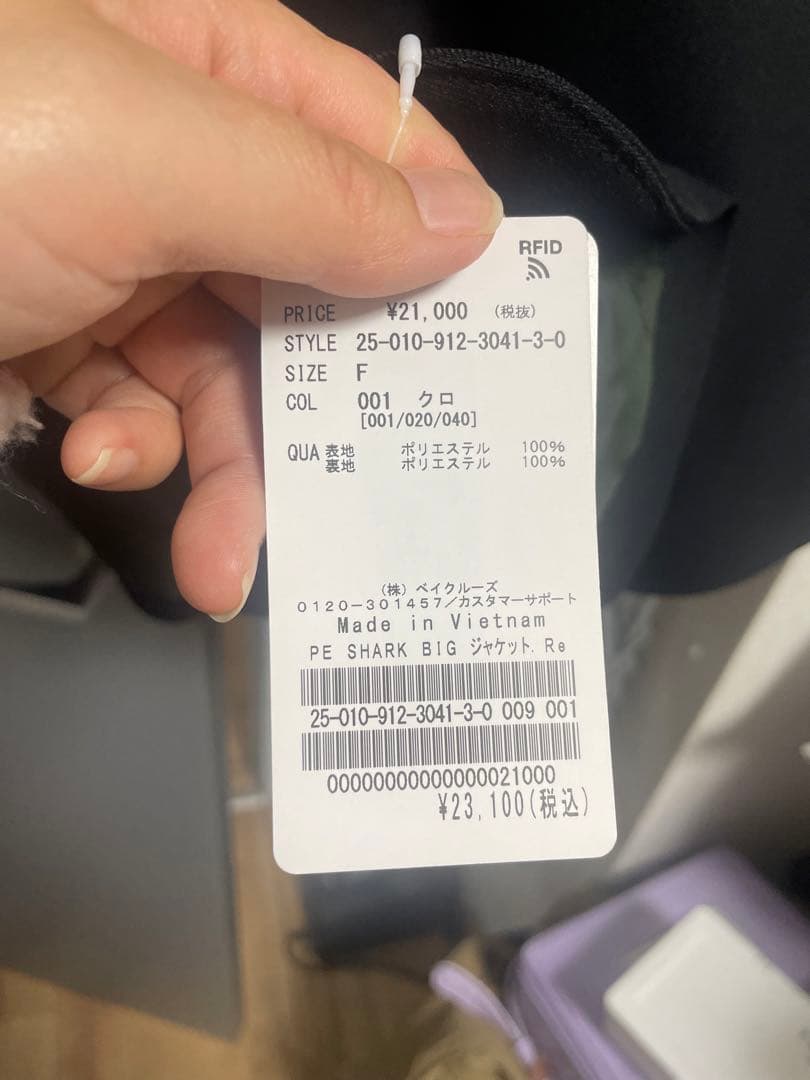 RFID
PRICE ¥21,000 (税抜)
STYLE 25-010-912-3041-3-0
SIZE F
COL 001 クロ
[001/020/040]
QUA 表地 ポリエステル 100%
裏地 ポリエステル 100%
(株) ベイクルーズ
0120-301457/カスタマーサポート
Made in Vietnam
PE SHARK BIG ジャケット.Re
25-010-912-3041-3-0 009 001
00000000000000021000
¥23,100(税込)